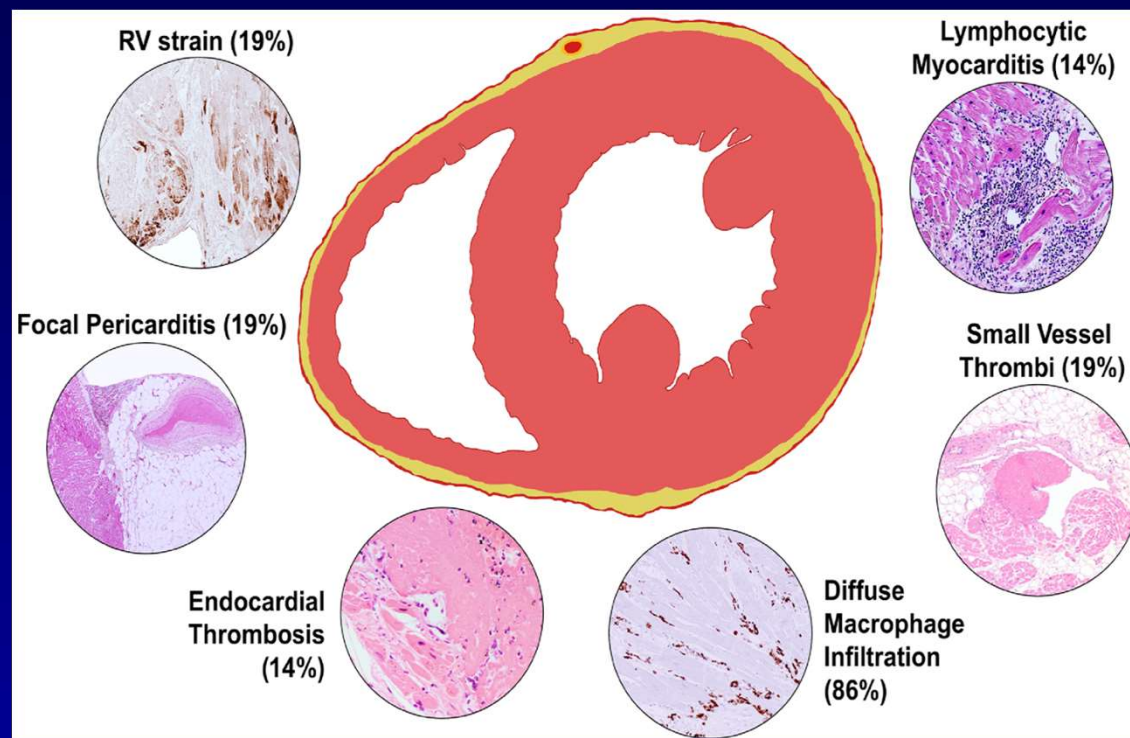 RV strain (19%)
Lymphocytic
Myocarditis (14%)
Focal Pericarditis (19%)
Small Vessel
Thrombi (19%)
Endocardial
Thrombosis
(14%)
Diffuse
Macrophage
Infiltration
(86%)